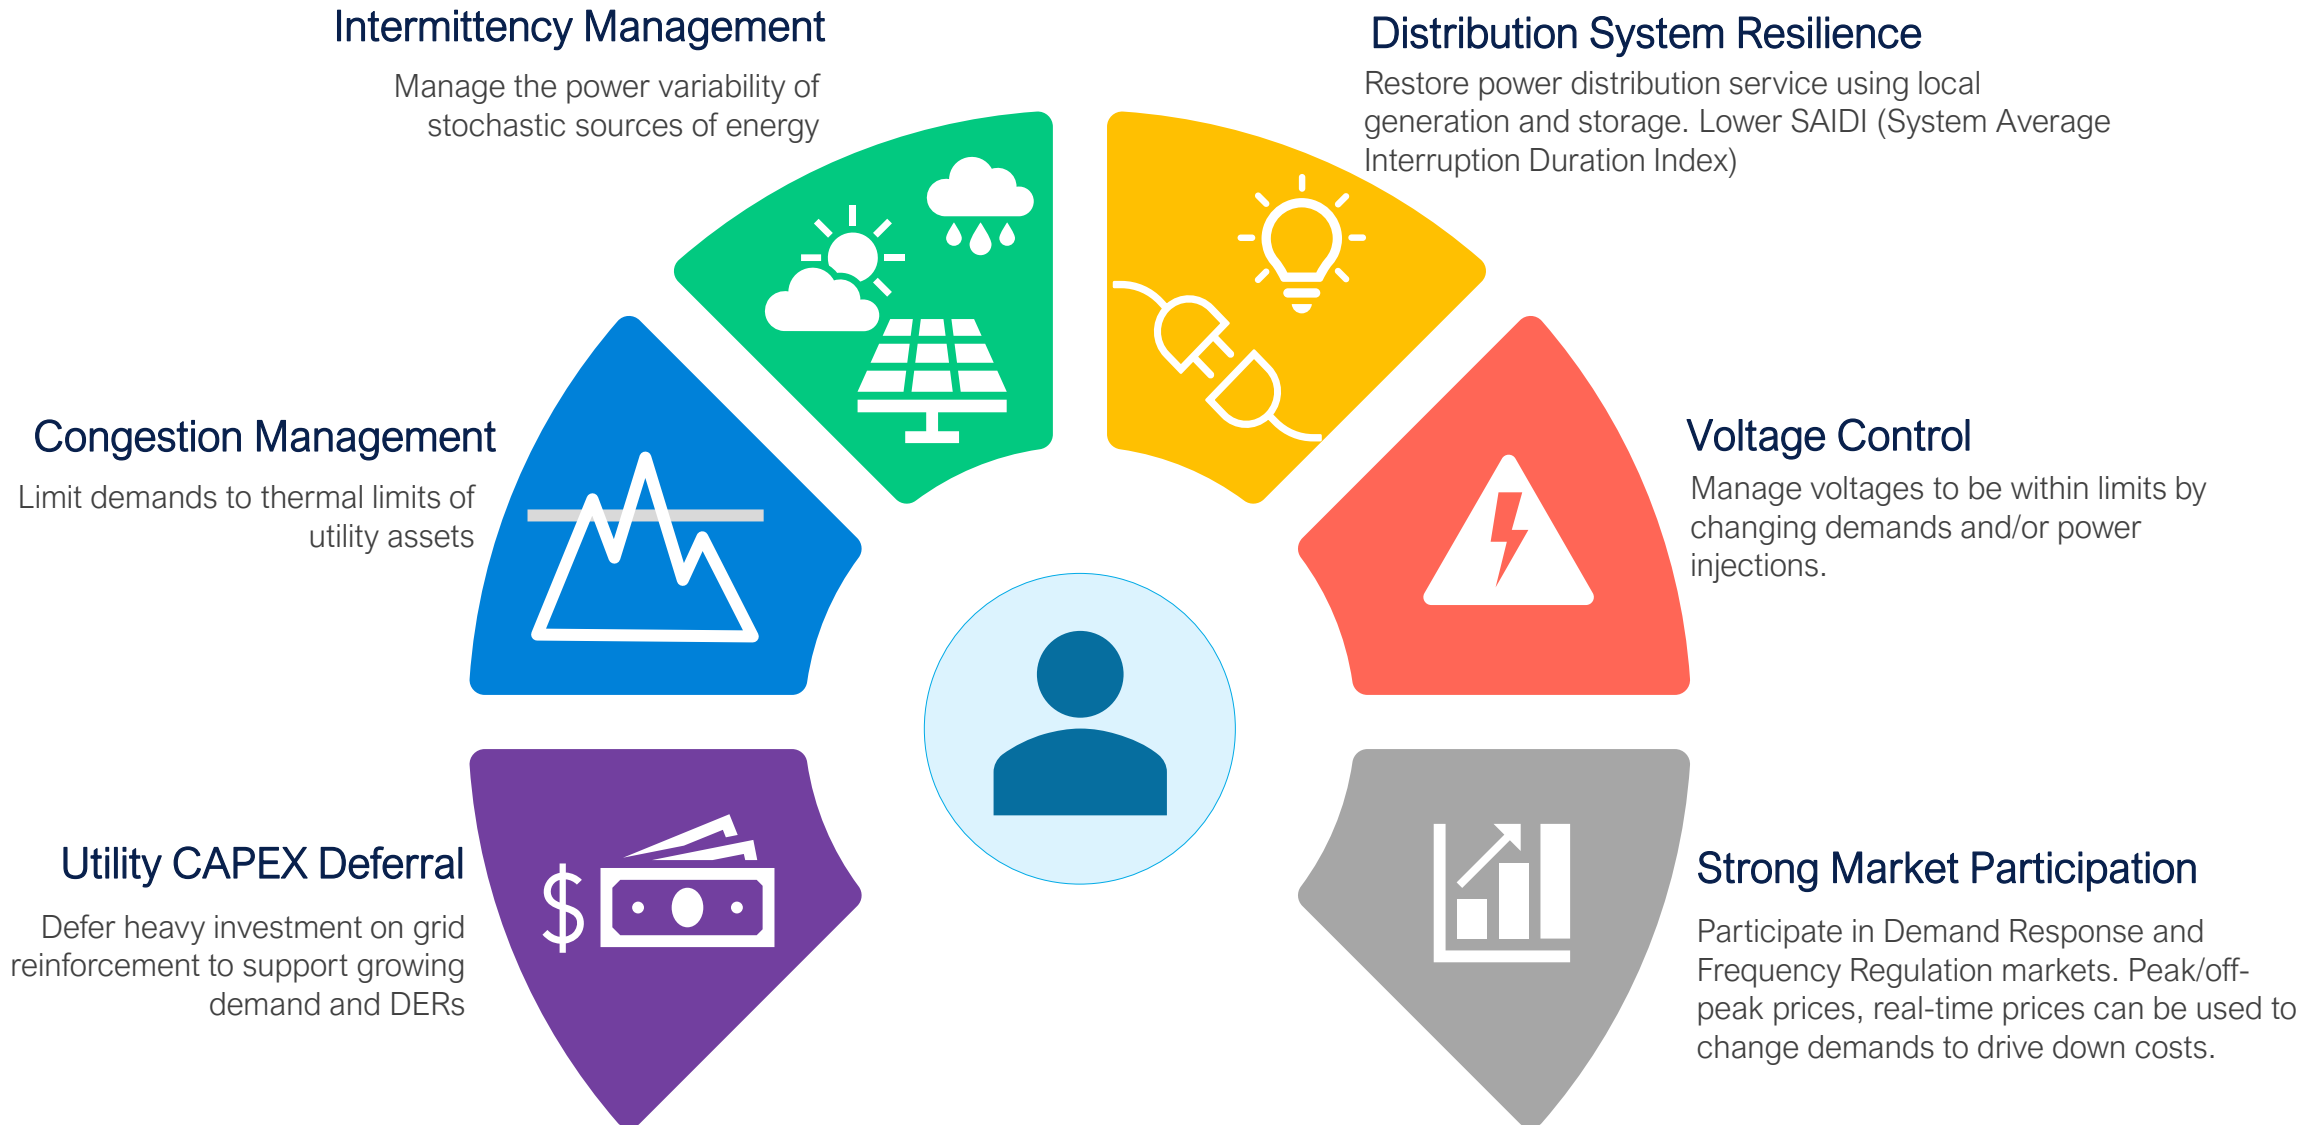 Intermittency Management
Manage the power variability of
stochastic sources of energy
Distribution System Resilience
Restore power distribution service using local
generation and storage. Lower SAIDI (System Average
Interruption Duration Index)
Congestion Management
Limit demands to thermal limits of
utility assets
Voltage Control
Manage voltages to be within limits by
changing demands and/or power
injections.
Utility CAPEX Deferral
Defer heavy investment on grid
reinforcement to support growing
demand and DERs
$
Strong Market Participation
Participate in Demand Response and
Frequency Regulation markets. Peak/off-
peak prices, real-time prices can be used to
change demands to drive down costs.